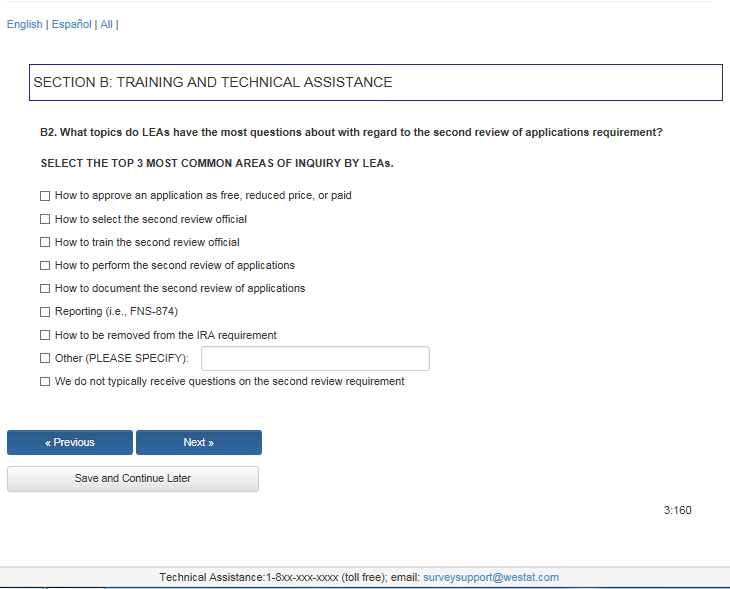 English | Español | All |
SECTION B: TRAINING AND TECHNICAL ASSISTANCE
B2. What topics do LEAs have the most questions about with regard to the second review of applications requirement?
SELECT THE TOP 3 MOST COMMON AREAS OF INQUIRY BY LEAs.
How to approve an application as free, reduced price, or paid
How to select the second review official
How to train the second review official
How to perform the second review of applications
How to document the second review of applications
Reporting (i.e., FNS-874)
How to be removed from the IRA requirement
Other (PLEASE SPECIFY):
We do not typically receive questions on the second review requirement
« Previous
Next »
Save and Continue Later
3:160
Technical Assistance:1-8xx-xxx-xxxx (toll free); email: surveysupport@westat.com